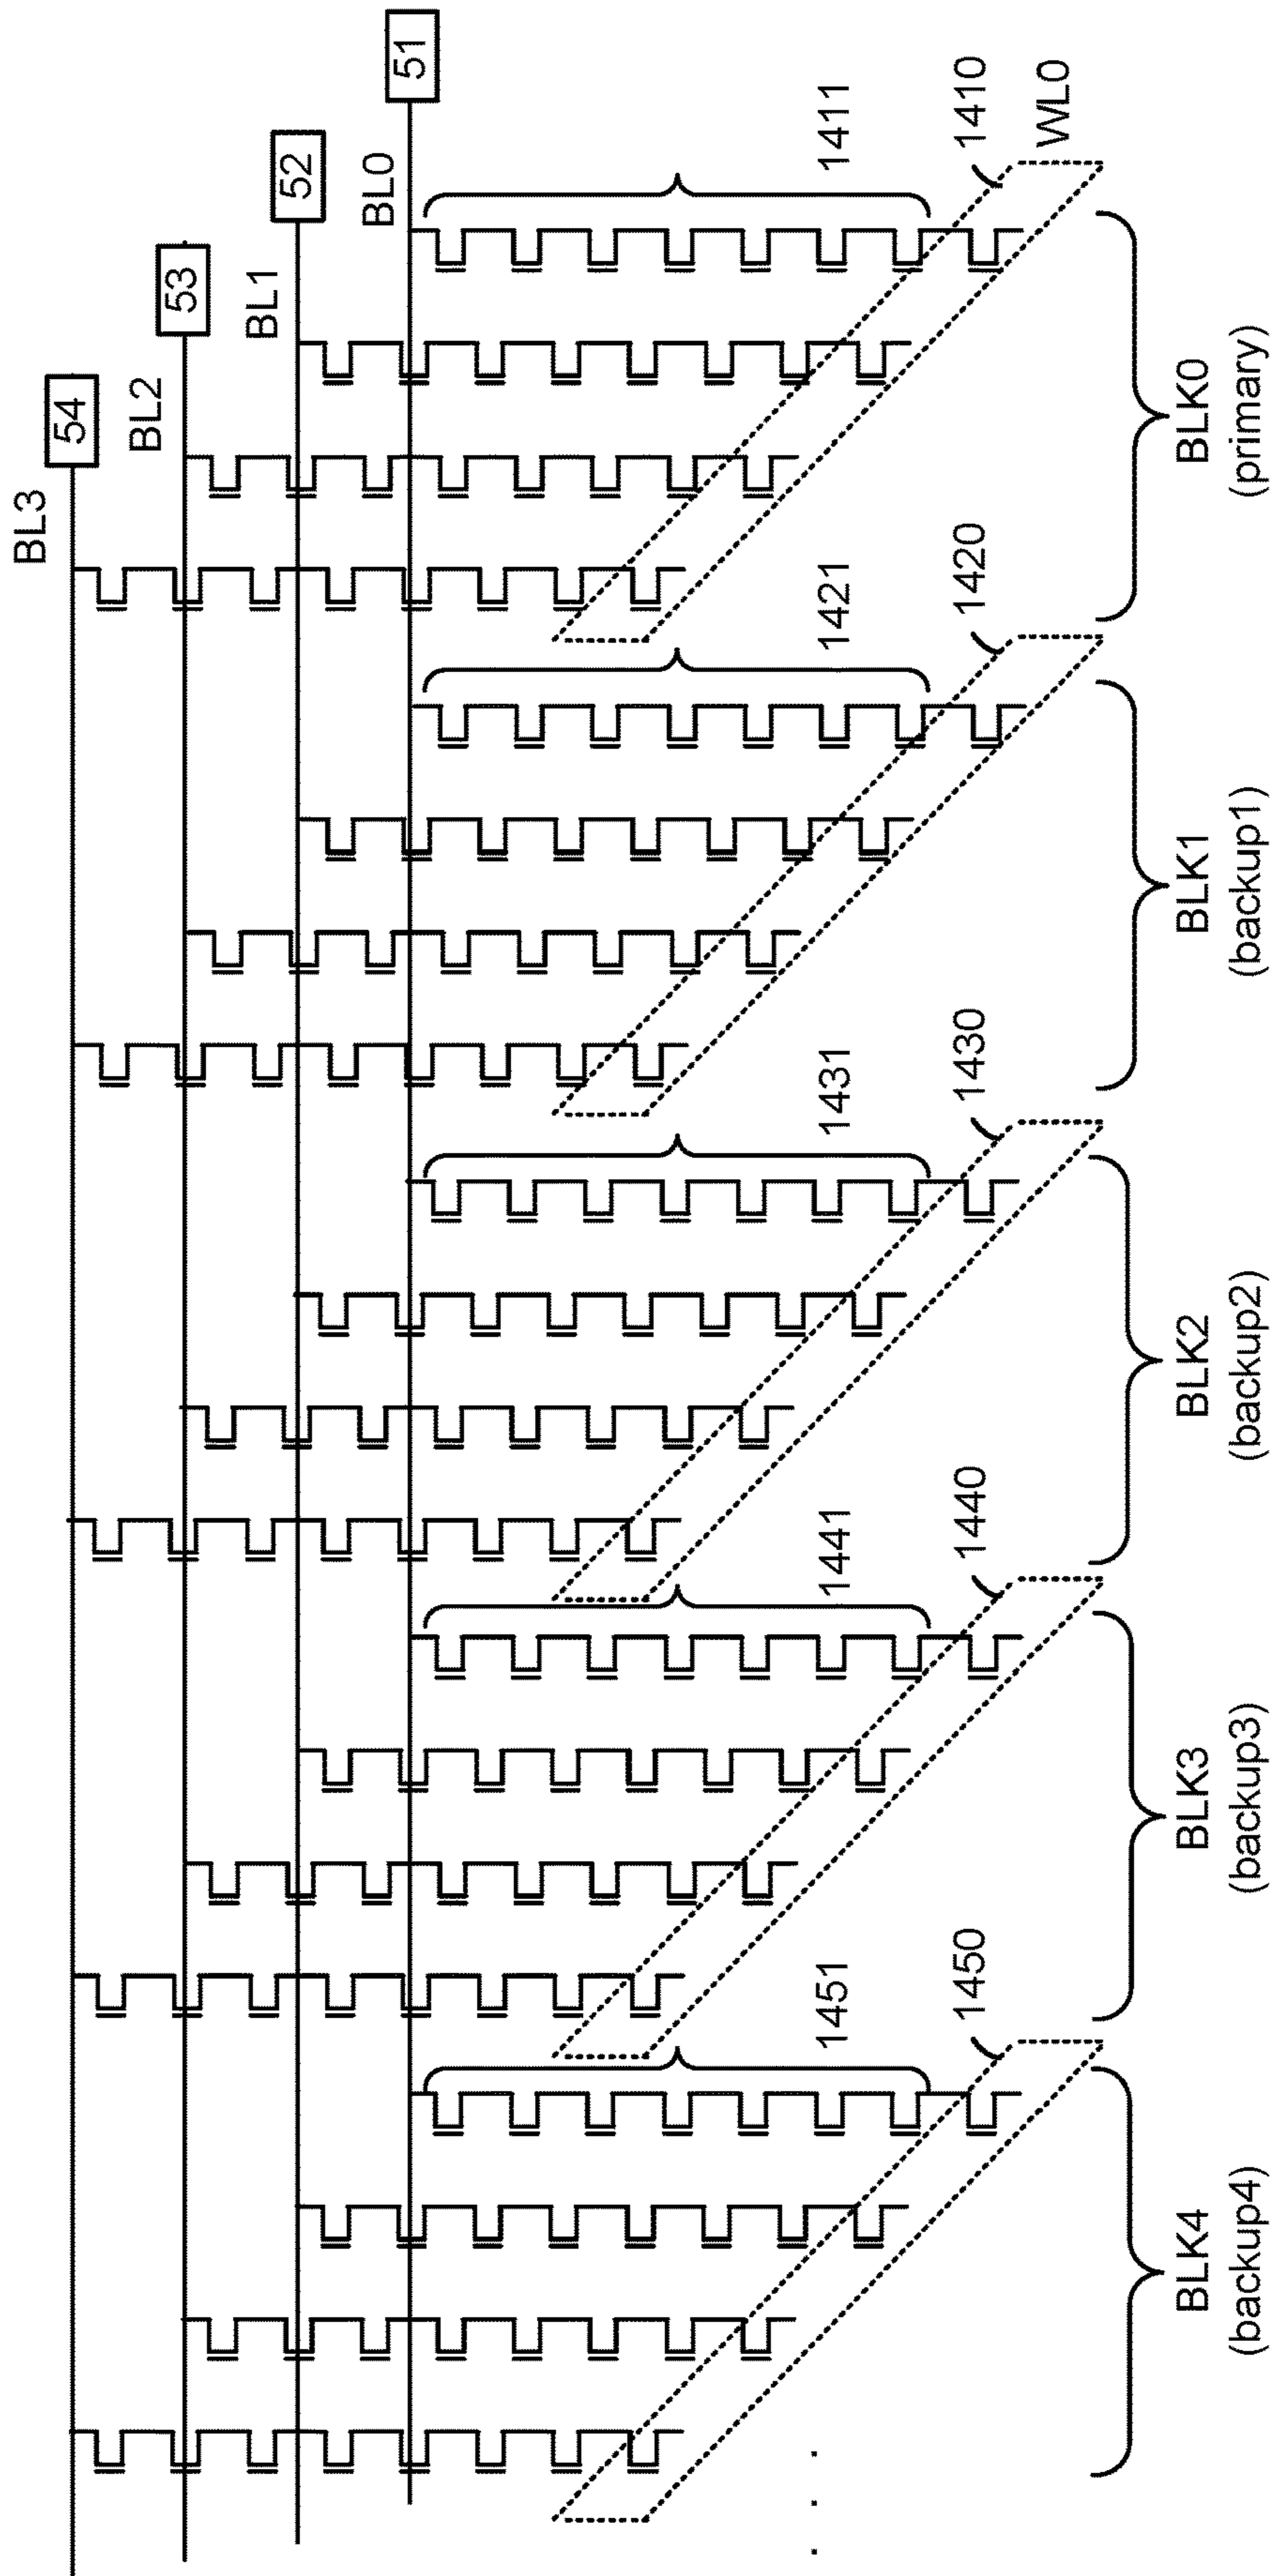 BL3
54
BL2
53
BL1
52
BL0
51
1451
1441
1431
1421
1411
. . .
1450
1440
1430
1420
1410
WL0
BLK4
(backup4)
BLK3
(backup3)
BLK2
(backup2)
BLK1
(backup1)
BLK0
(primary)